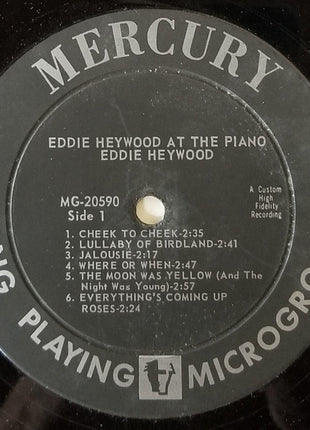 MERCURY
EDDIE HEYWOOD AT THE PIANO
EDDIE HEYWOOD
MG-20590
Side 1
A Custom
High
Fidelity
Recording
1. CHEEK TO CHEEK-2:35
2. LULLABY OF BIRDLAND-2:41
3. JALOUSIE-2:17
4. WHERE OR WHEN-2:47
5. THE MOON WAS YELLOW (And The
Night Was Young)-2:57
6. EVERYTHING'S COMING UP
ROSES-2:24
NG PLAYING MICROGRO